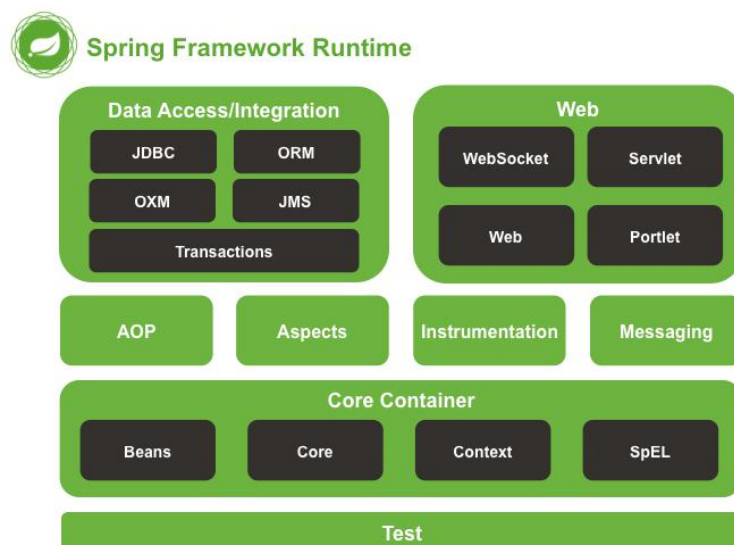 Spring Framework Runtime
Data Access/Integration
JDBC ORM
OXM JMS
Transactions
Web
WebSocket Servlet
Web Portlet
AOP Aspects Instrumentation Messaging
Core Container
Beans Core Context SpEL
Test